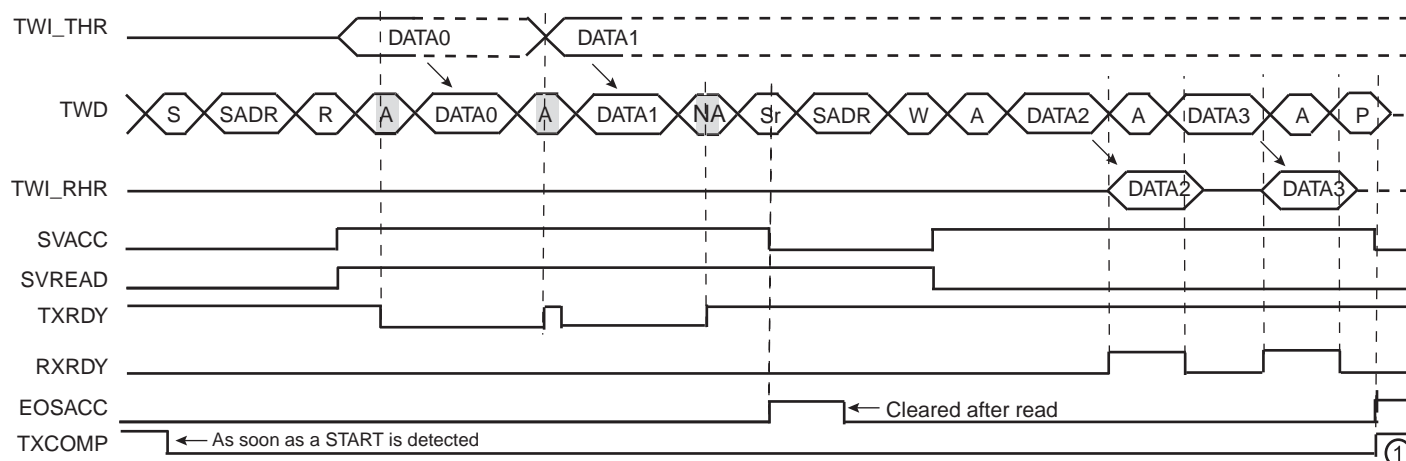 TWI_THR DATA0 DATA1
TWD S SADR R A DATA0 A DATA1 NA Sr SADR W A DATA2 A DATA3 A P
TWI_RHR DATA2 DATA3
SVACC
SVREAD
TXRDY
RXRDY
EOSACC Cleared after read
TXCOMP As soon as a START is detected 1